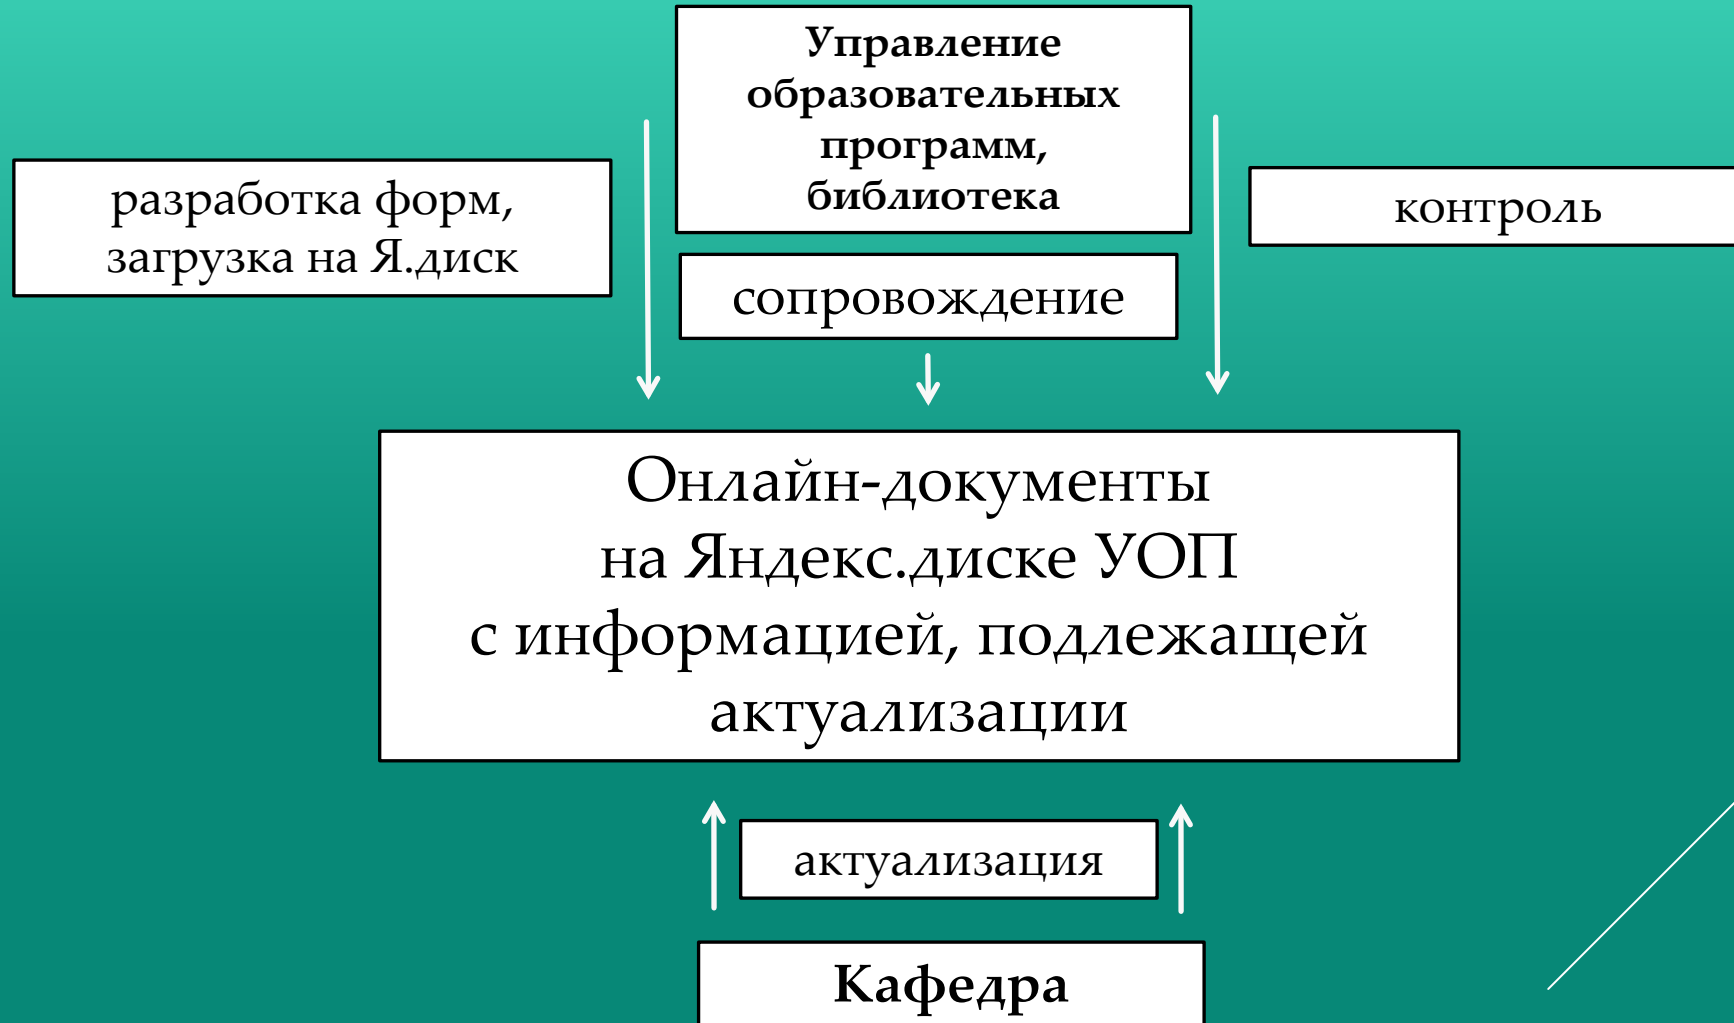 Управление
образовательных
программ,
библиотека
разработка форм,
загрузка на Я.диск
контроль
сопровождение
Онлайн-документы
на Яндекс.диске УОП
с информацией, подлежащей
актуализации
актуализация
Кафедра